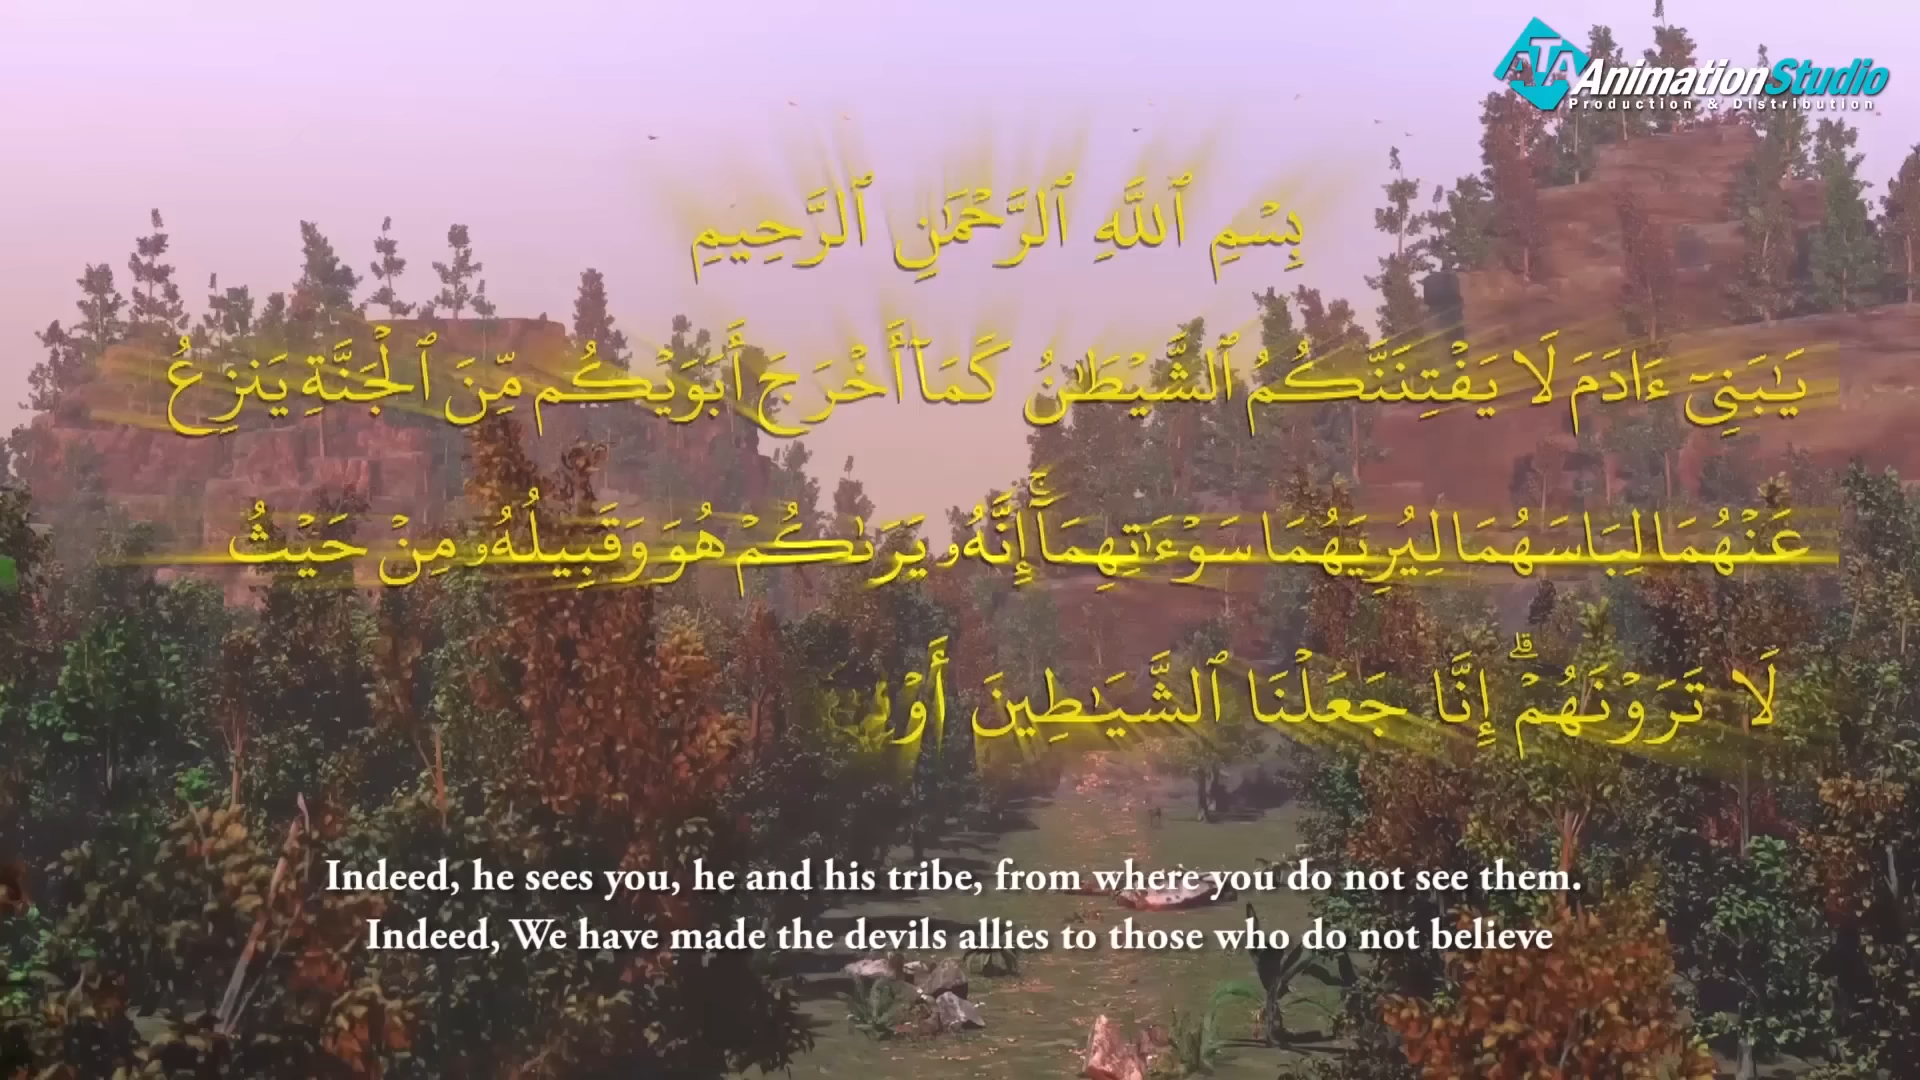 ATA AnimationStudio
Production & Distribution
بِسْمِ ٱللَّهِ ٱلرَّحْمَٰنِ ٱلرَّحِيمِ
يَٰبَنِىٓ ءَادَمَ لَا يَفْتِنَنَّكُمُ ٱلشَّيْطَٰنُ كَمَآ أَخْرَجَ أَبَوَيْكُم مِّنَ ٱلْجَنَّةِ يَنزِعُ
عَنْهُمَا لِبَاسَهُمَا لِيُرِيَهُمَا سَوْءَٰتِهِمَآ ۚ إِنَّهُۥ يَرَىٰكُمْ هُوَ وَقَبِيلُهُۥ مِنْ حَيْثُ
لَا تَرَوْنَهُمْ ۗ إِنَّا جَعَلْنَا ٱلشَّيَٰطِينَ
Indeed, he sees you, he and his tribe, from where you do not see them.
Indeed, We have made the devils allies to those who do not believe